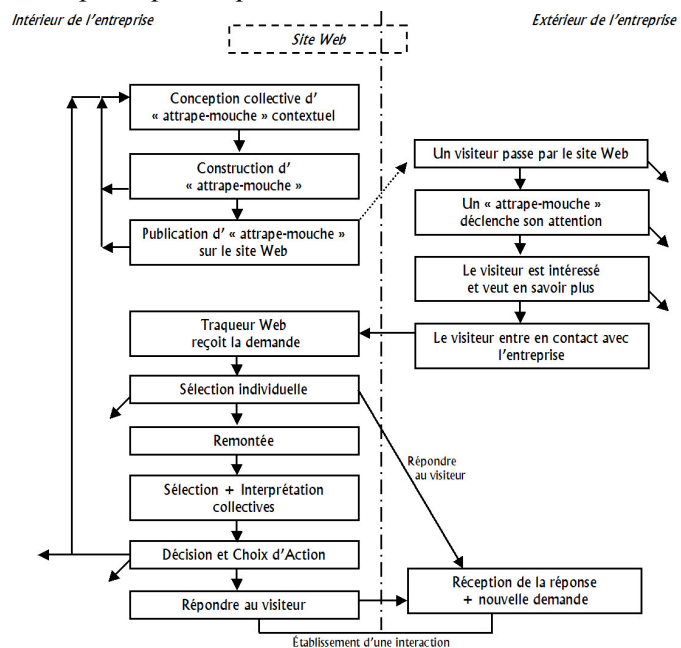 Intérieur de l'entreprise
Site Web
Extérieur de l'entreprise
Conception collective d'
« attrape-mouche » contextuel
Construction d'
« attrape-mouche »
Publication d' « attrape-mouche »
sur le site Web
Un visiteur passe par le site Web
Un « attrape-mouche »
déclenche son attention
Le visiteur est intéressé
et veut en savoir plus
Le visiteur entre en contact avec
l'entreprise
Traqueur Web
reçoit la demande
Sélection individuelle
Remontée
Répondre
au visiteur
Sélection + Interprétation
collectives
Décision et Choix d'Action
Répondre au visiteur
Réception de la réponse
+ nouvelle demande
Établissement d'une interaction